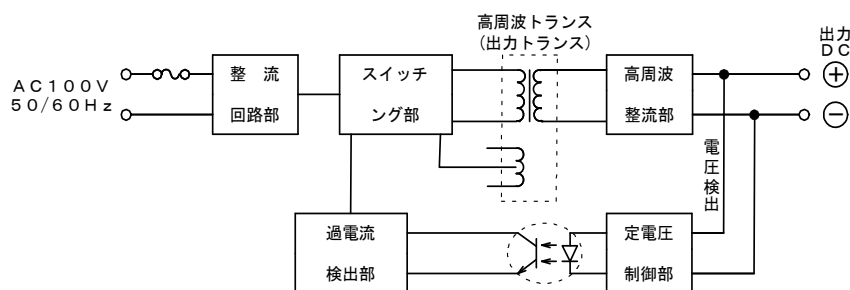 高周波トランス
(出力トランス)
出力
DC
AC100V
50/60Hz
整 流
回路部
スイッチ
ング部
高周波
整流部
＋
－
電圧検出
過電流
検出部
定電圧
制御部